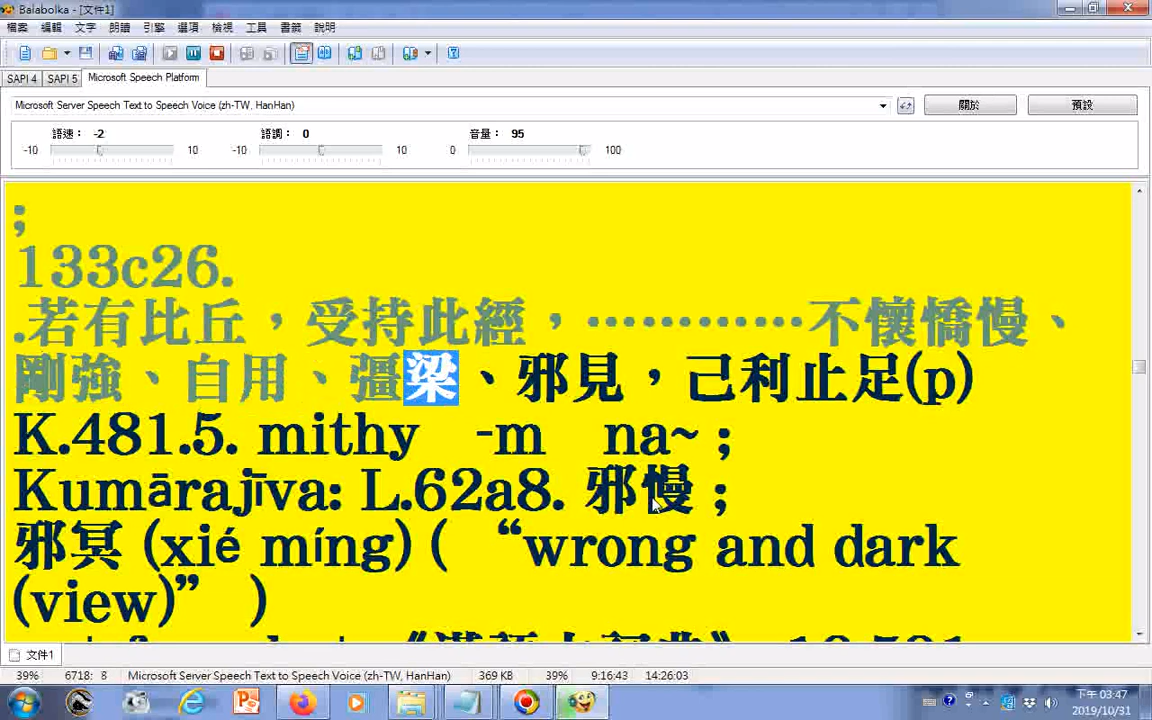 Balabolka - [文件1]
檔案 編輯 文字 朗讀 引擎 選項 檢視 工具 書籤 說明
SAPI 4 SAPI 5 Microsoft Speech Platform
Microsoft Server Speech Text to Speech Voice (zh-TW, HanHan) 關於 預設
語速： -2 語調： 0 音量： 95
-10 10 -10 10 0 100
;
133c26.
.若有比丘，受持此經，…………不懷憍慢、
剛強、自用、彊梁、邪見，己利止足(p)
K.481.5. mithy -m na~；
Kumārajīva: L.62a8. 邪慢；
邪冥 (xié míng) ( “wrong and dark
(view)” )
文件1
39% 6718: 8 Microsoft Server Speech Text to Speech Voice (zh-TW, HanHan) 369 KB 39% 9:16:43 14:26:03
下午 03:47
2019/10/31